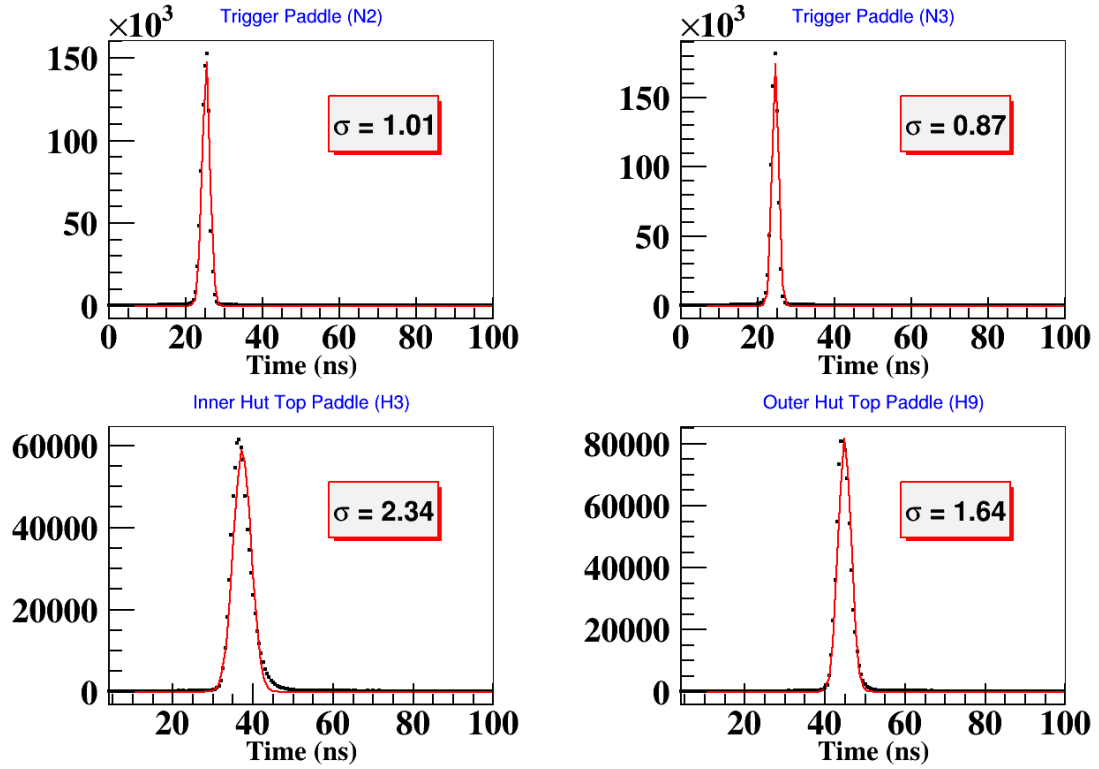 Trigger Paddle (N2)
×10³
150
100
50
0
σ = 1.01
0 20 40 60 80 100
Time (ns)
Trigger Paddle (N3)
×10³
150
100
50
0
σ = 0.87
0 20 40 60 80 100
Time (ns)
Inner Hut Top Paddle (H3)
60000
40000
20000
0
σ = 2.34
20 40 60 80 100
Time (ns)
Outer Hut Top Paddle (H9)
80000
60000
40000
20000
0
σ = 1.64
20 40 60 80 100
Time (ns)